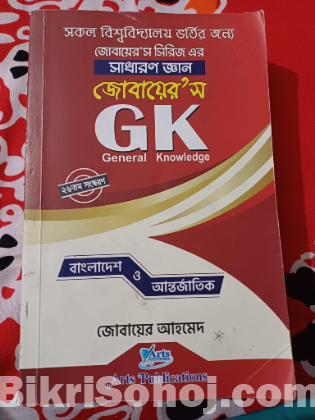 সকল বিশ্ববিদ্যালয় ভর্তির জন্য
জোবায়ের'স সিরিজ এর
সাধারণ জ্ঞান
জোবায়ের'স
GK
General Knowledge
২৬তম সংস্করণ
বাংলাদেশ
ও
আন্তর্জাতিক
জোবায়ের আহমেদ
Arts
Arts Publications
BikriSohoj.com